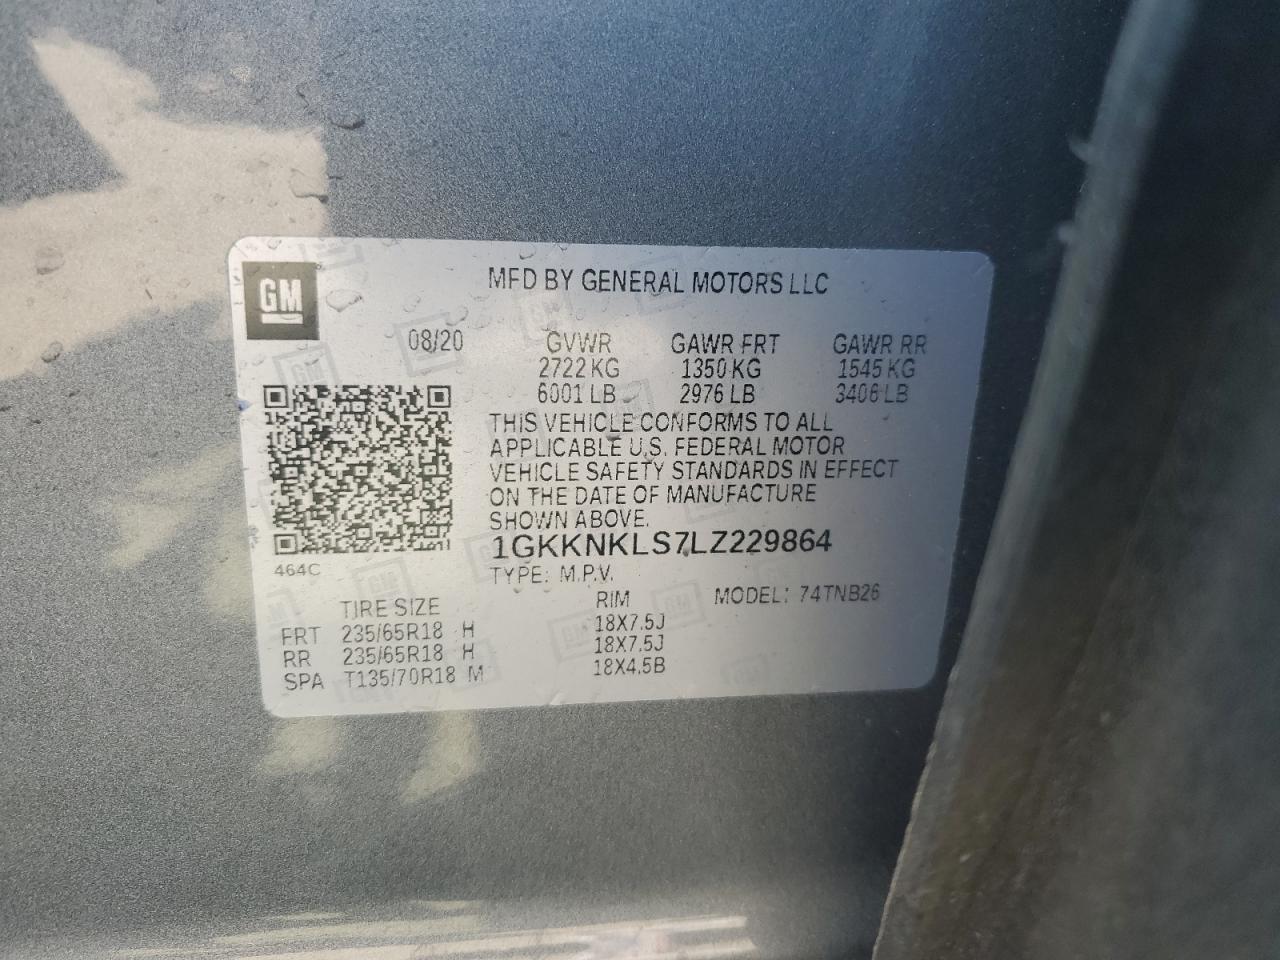 GM
MFD BY GENERAL MOTORS LLC
08/20 GVWR GAWR FRT GAWR RR
2722 KG 1350 KG 1545 KG
6001 LB 2976 LB 3406 LB
THIS VEHICLE CONFORMS TO ALL
APPLICABLE U.S. FEDERAL MOTOR
VEHICLE SAFETY STANDARDS IN EFFECT
ON THE DATE OF MANUFACTURE
SHOWN ABOVE.
1GKKNKLS7LZ229864
464C
TYPE: M.P.V.
TIRE SIZE RIM MODEL: 74TNB26
FRT 235/65R18 H 18X7.5J
RR 235/65R18 H 18X7.5J
SPA T135/70R18 M 18X4.5B